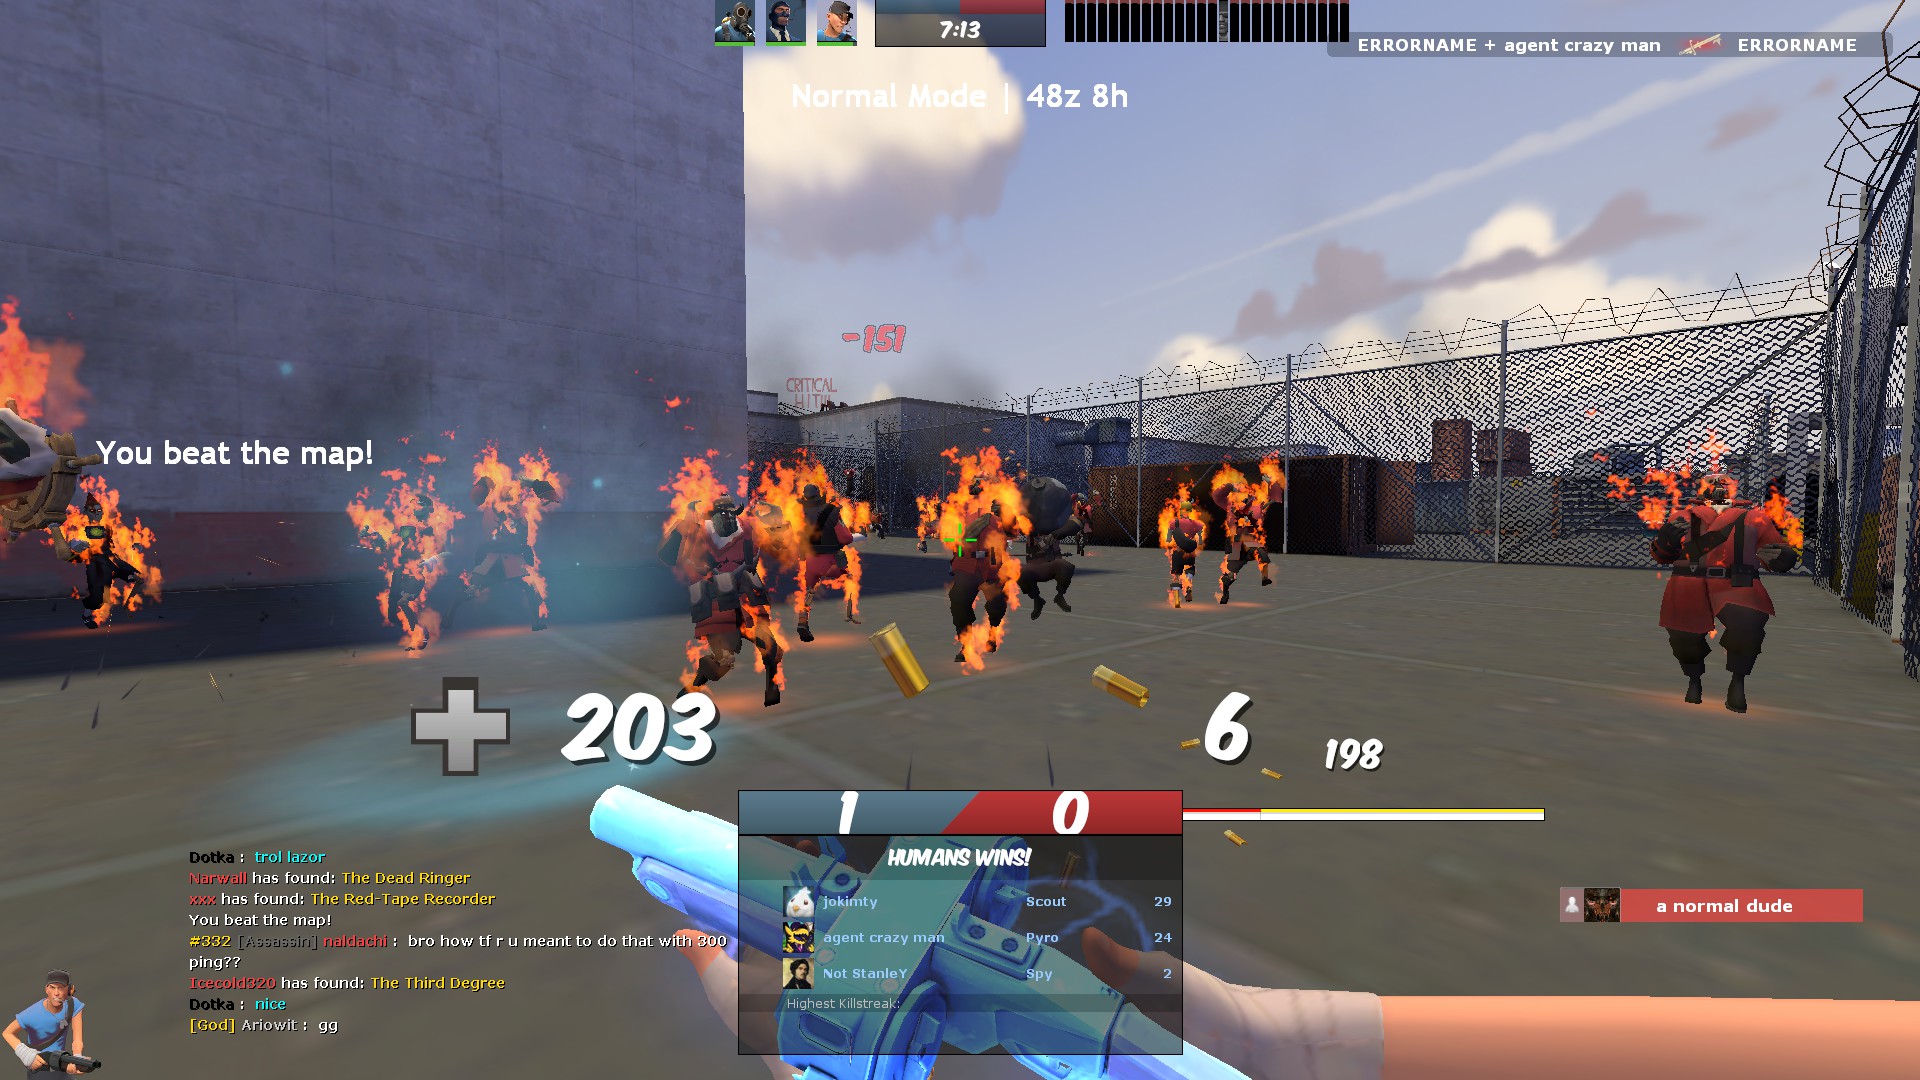 7:13
ERRORNAME + agent crazy man ERRORNAME
Normal Mode | 48z 8h
-151
CRITICAL
HIT!!!
You beat the map!
203
6 198
1 0
HUMANS WINS!
jokimty Scout 29
agent crazy man Pyro 24
Not StanleY Spy 2
Highest Killstreak:
a normal dude
Dotka : trol lazor
Narwall has found: The Dead Ringer
xxx has found: The Red-Tape Recorder
You beat the map!
#332 [Assassin] naldachi : bro how tf r u meant to do that with 300
ping??
Icecold320 has found: The Third Degree
Dotka : nice
[God] Ariowit : gg